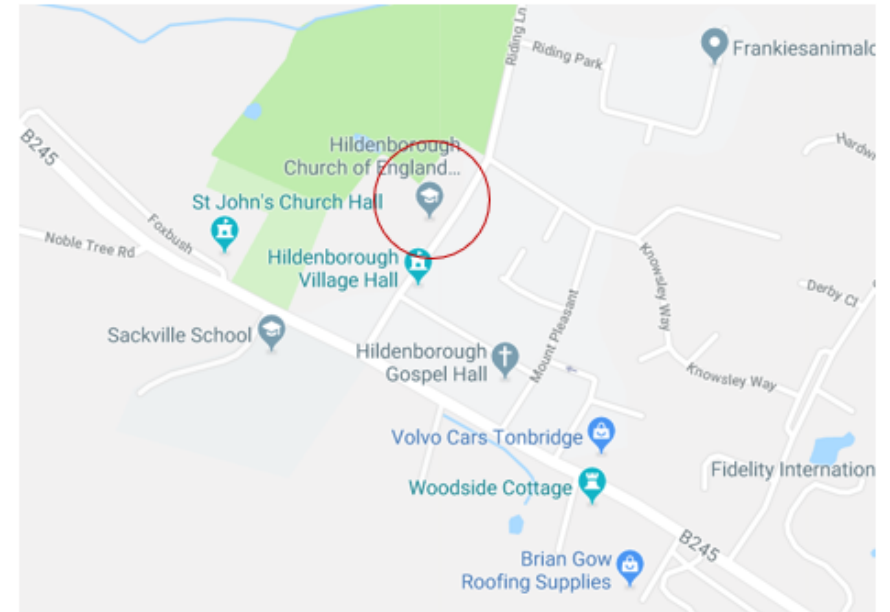 Riding Ln
Riding Park
Frankiesanimalc
B245
Hildenborough
Church of England...
Hardw
St John's Church Hall
Foxbush
Noble Tree Rd
Hildenborough
Village Hall
Knowsley Way
Derby Cl
Mount Pleasant
Sackville School
Hildenborough
Gospel Hall
Knowsley Way
Volvo Cars Tonbridge
Fidelity Internation
Woodside Cottage
B245
Brian Gow
Roofing Supplies